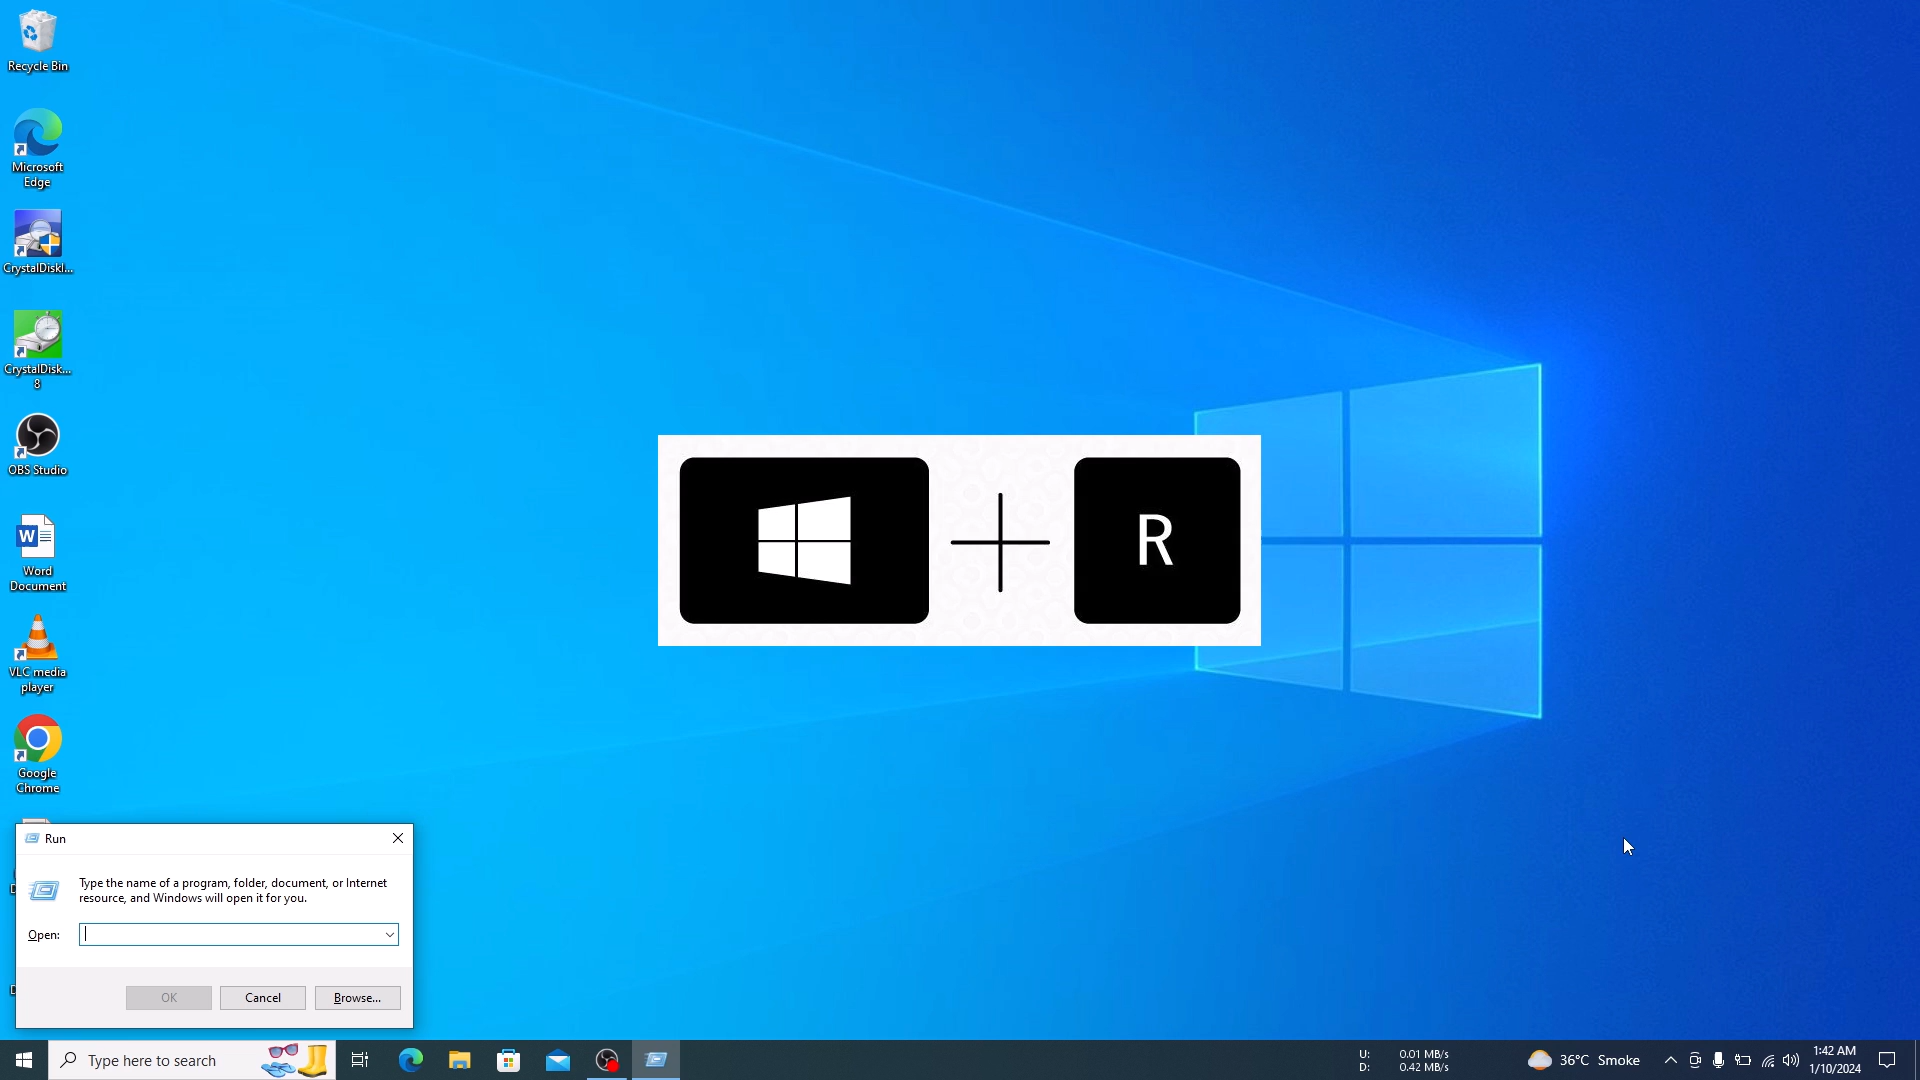 Recycle Bin
Microsoft
Edge
CrystalDiskI...
CrystalDisk...
8
OBS Studio
Word
Document
VLC media
player
Google
Chrome
R
Run
Type the name of a program, folder, document, or Internet
resource, and Windows will open it for you.
Open:
OK
Cancel
Browse...
Type here to search
U:
0.01 MB/s
D:
0.42 MB/s
36°C Smoke
1:42 AM
1/10/2024